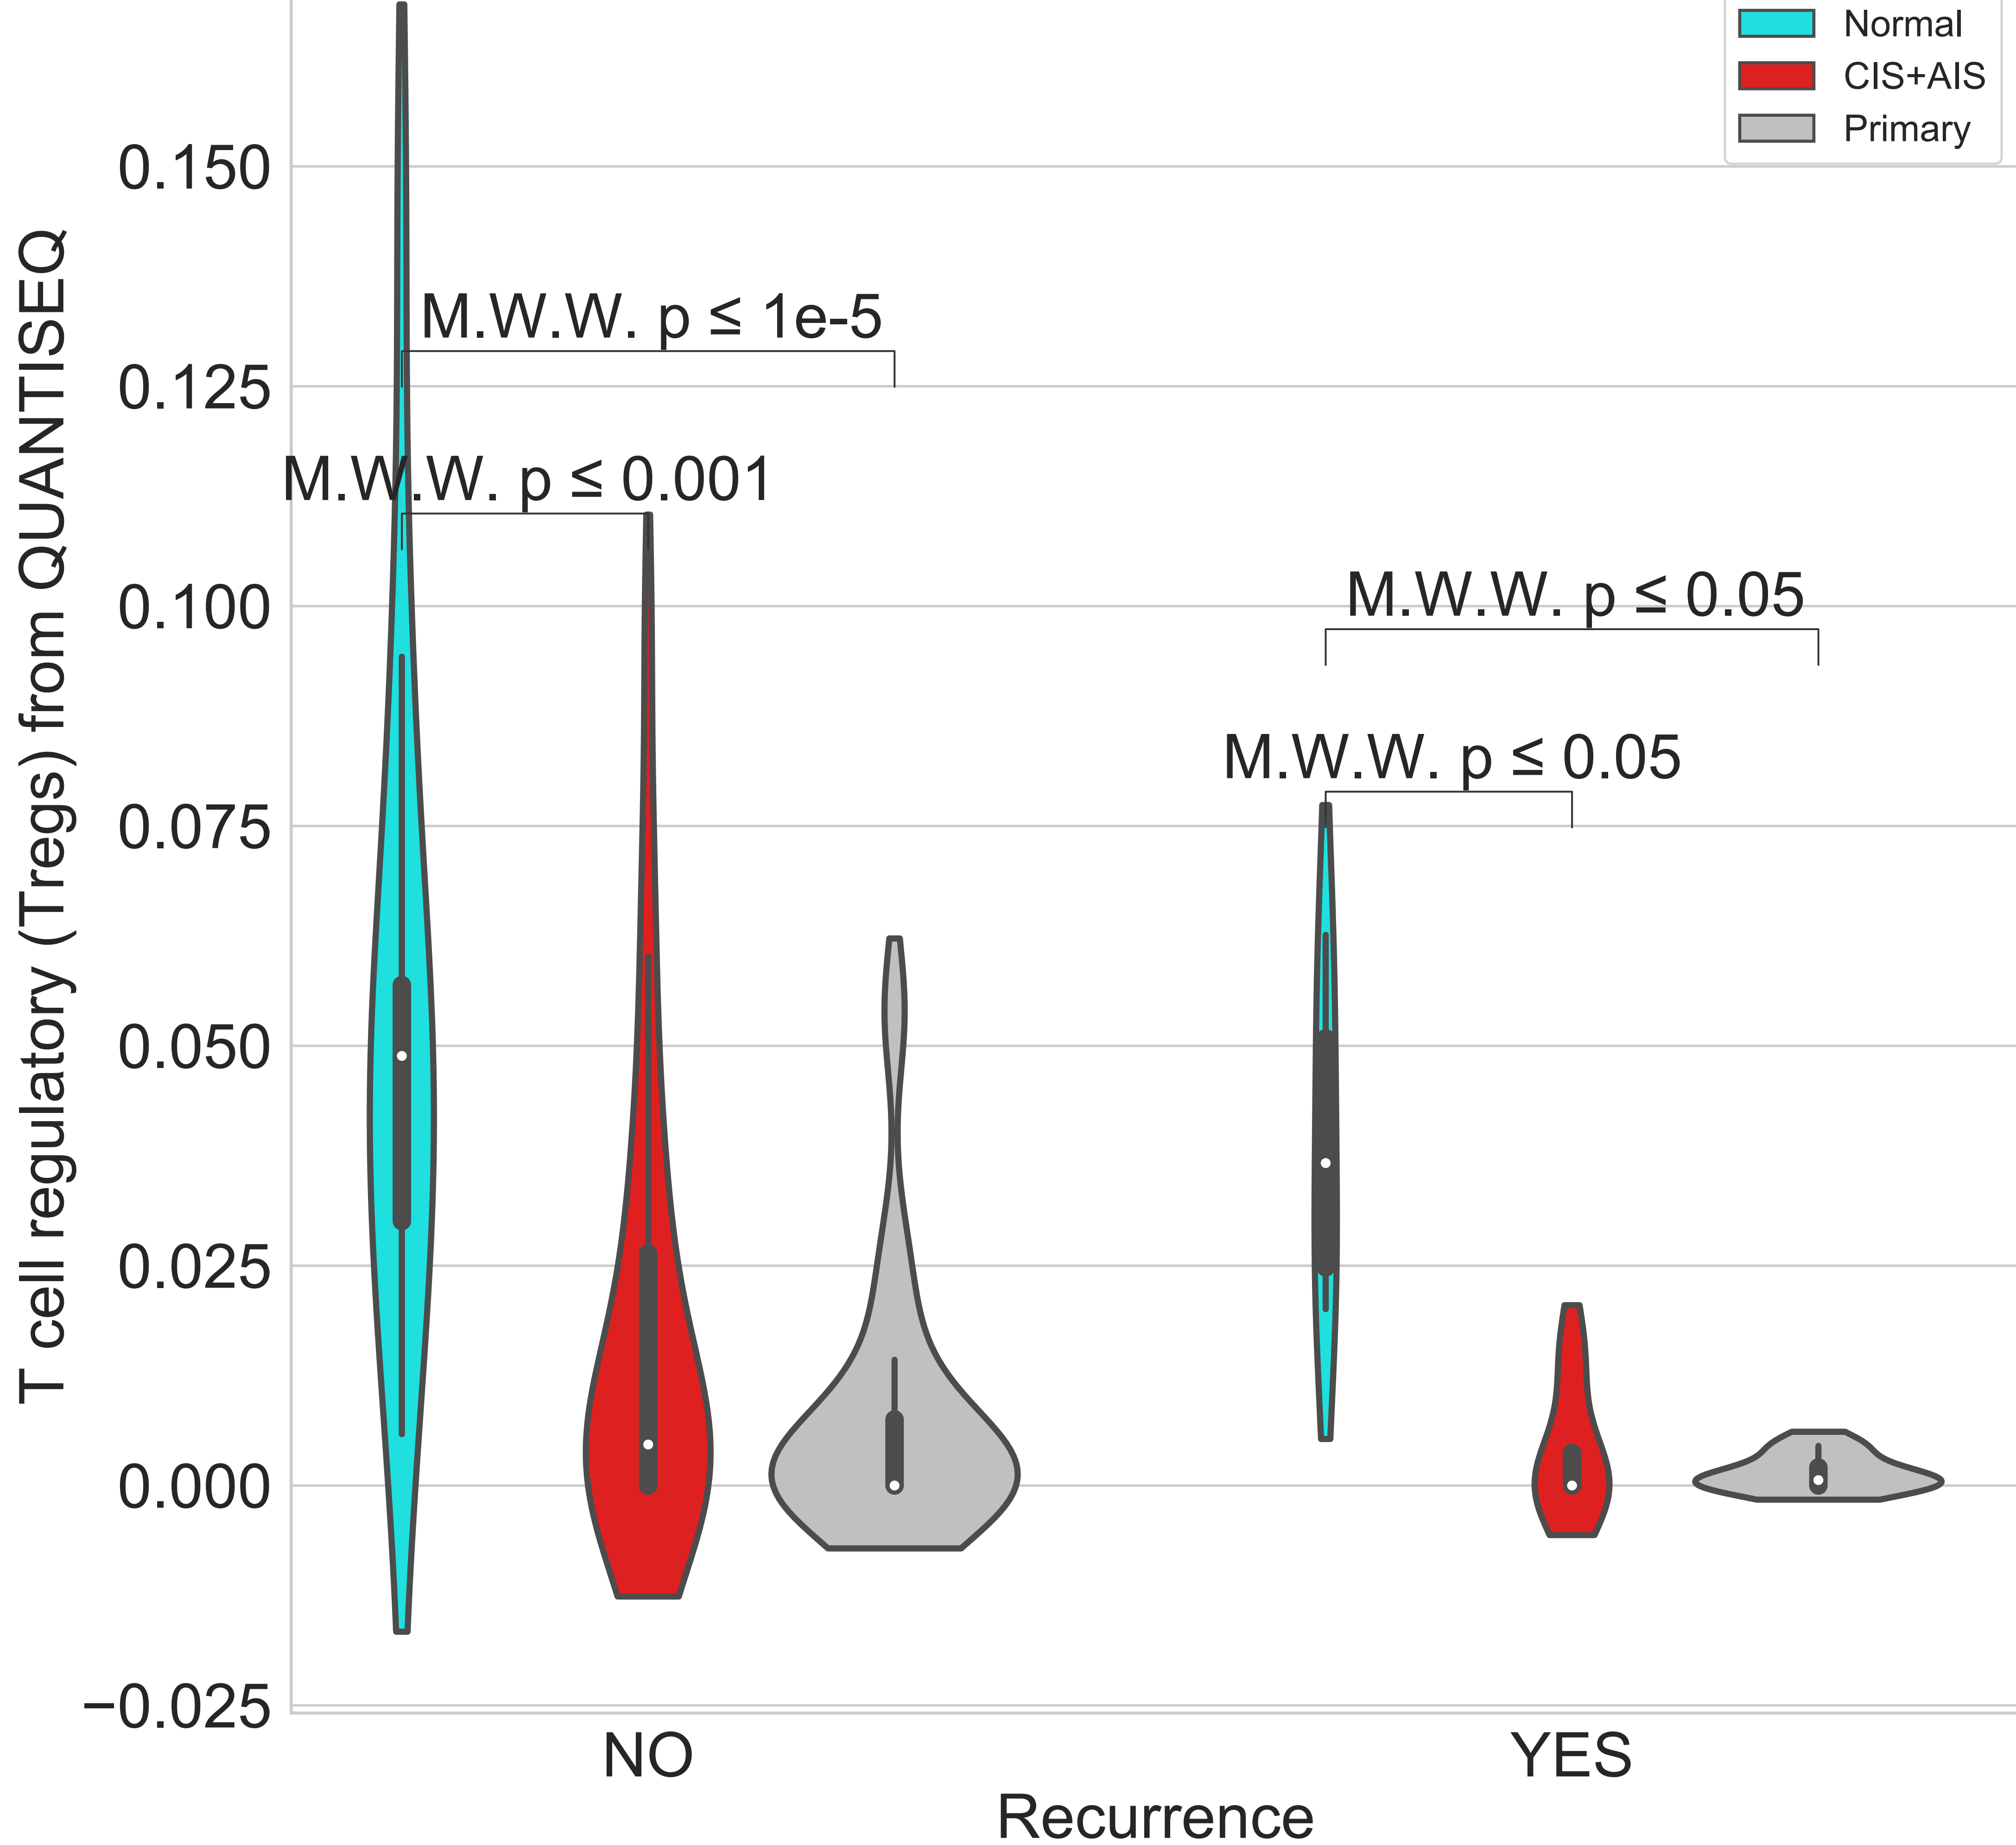 Normal
CIS+AIS
Primary
T cell regulatory (Tregs) from QUANTISEQ
0.150
0.125
0.100
0.075
0.050
0.025
0.000
−0.025
M.W.W. p ≤ 1e-5
M.W.W. p ≤ 0.001
M.W.W. p ≤ 0.05
M.W.W. p ≤ 0.05
NO
YES
Recurrence